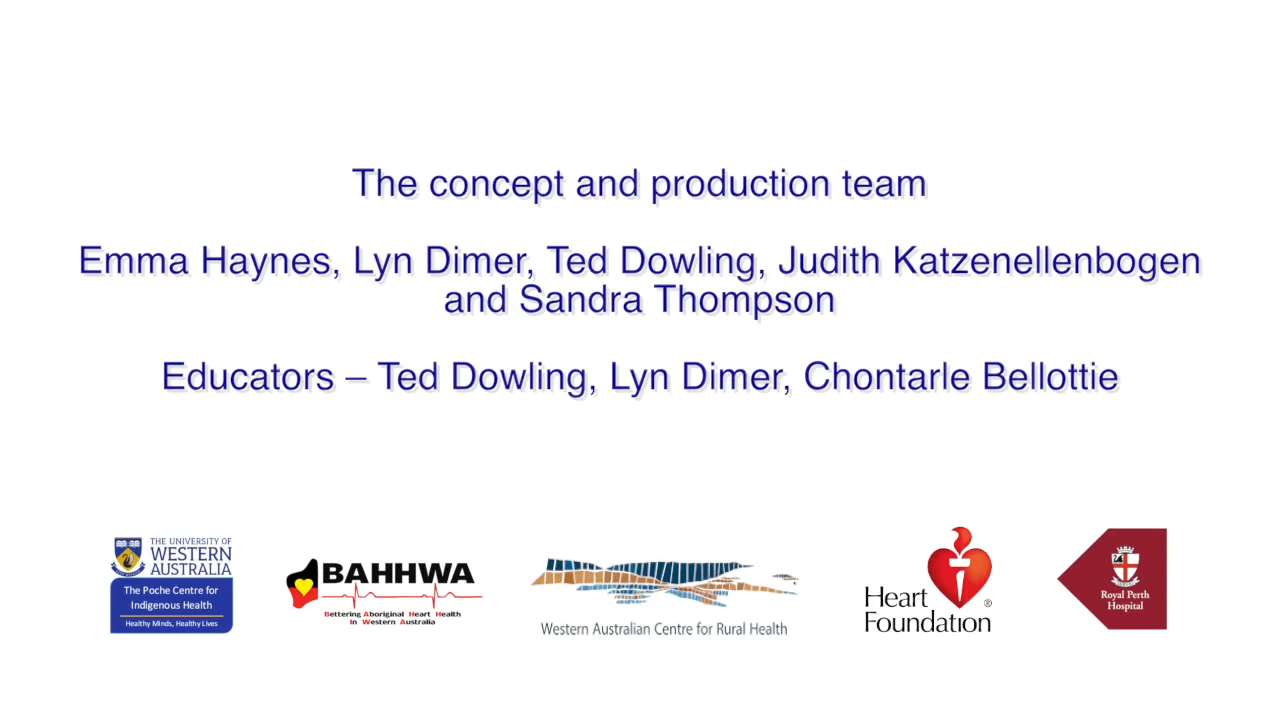 The concept and production team
Emma Haynes, Lyn Dimer, Ted Dowling, Judith Katzenellenbogen
and Sandra Thompson
Educators – Ted Dowling, Lyn Dimer, Chontarle Bellottie
THE UNIVERSITY OF
WESTERN
AUSTRALIA
The Poche Centre for
Indigenous Health
Healthy Minds, Healthy Lives
BAHHWA
Bettering Aboriginal Heart Health
In Western Australia
Western Australian Centre for Rural Health
Heart
Foundation
®
Royal Perth
Hospital